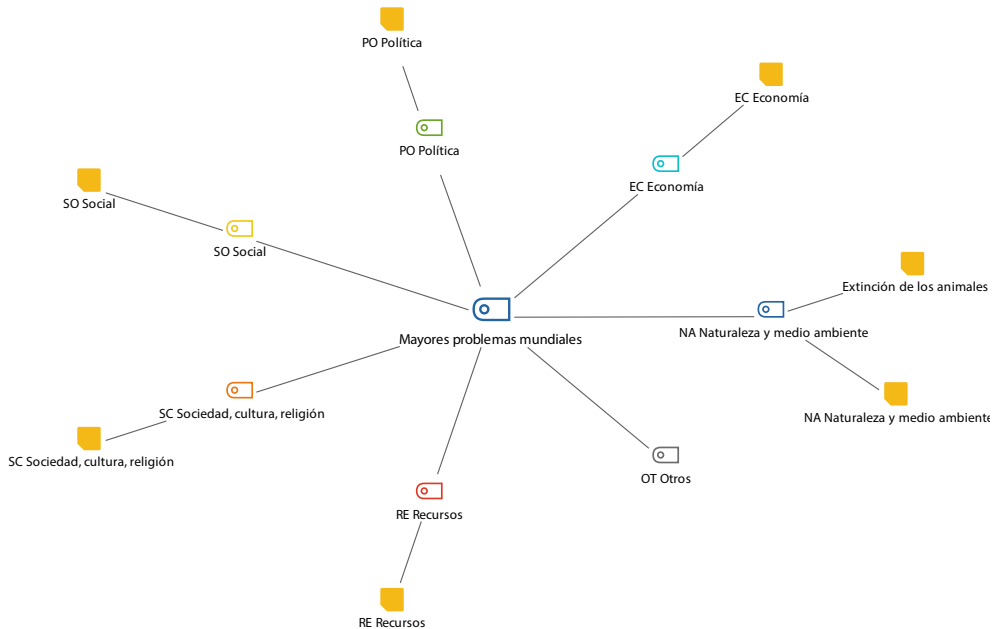 PO Política
EC Economía
PO Política
EC Economía
SO Social
SO Social
Extinción de los animales
NA Naturaleza y medio ambiente
Mayores problemas mundiales
SC Sociedad, cultura, religión
NA Naturaleza y medio ambiente
SC Sociedad, cultura, religión
OT Otros
RE Recursos
RE Recursos